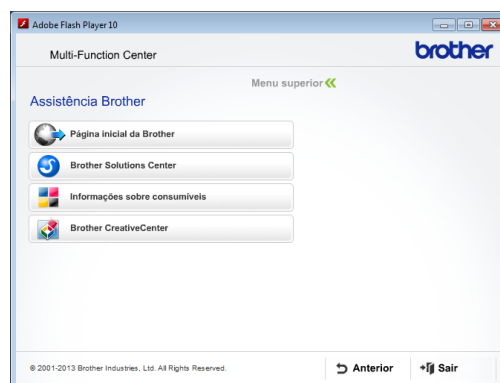 Adobe Flash Player 10
Multi-Function Center
brother
Menu superior
Assistência Brother
Página inicial da Brother
Brother Solutions Center
Informações sobre consumíveis
Brother CreativeCenter
© 2001-2013 Brother Industries, Ltd. All Rights Reserved.
Anterior
Sair